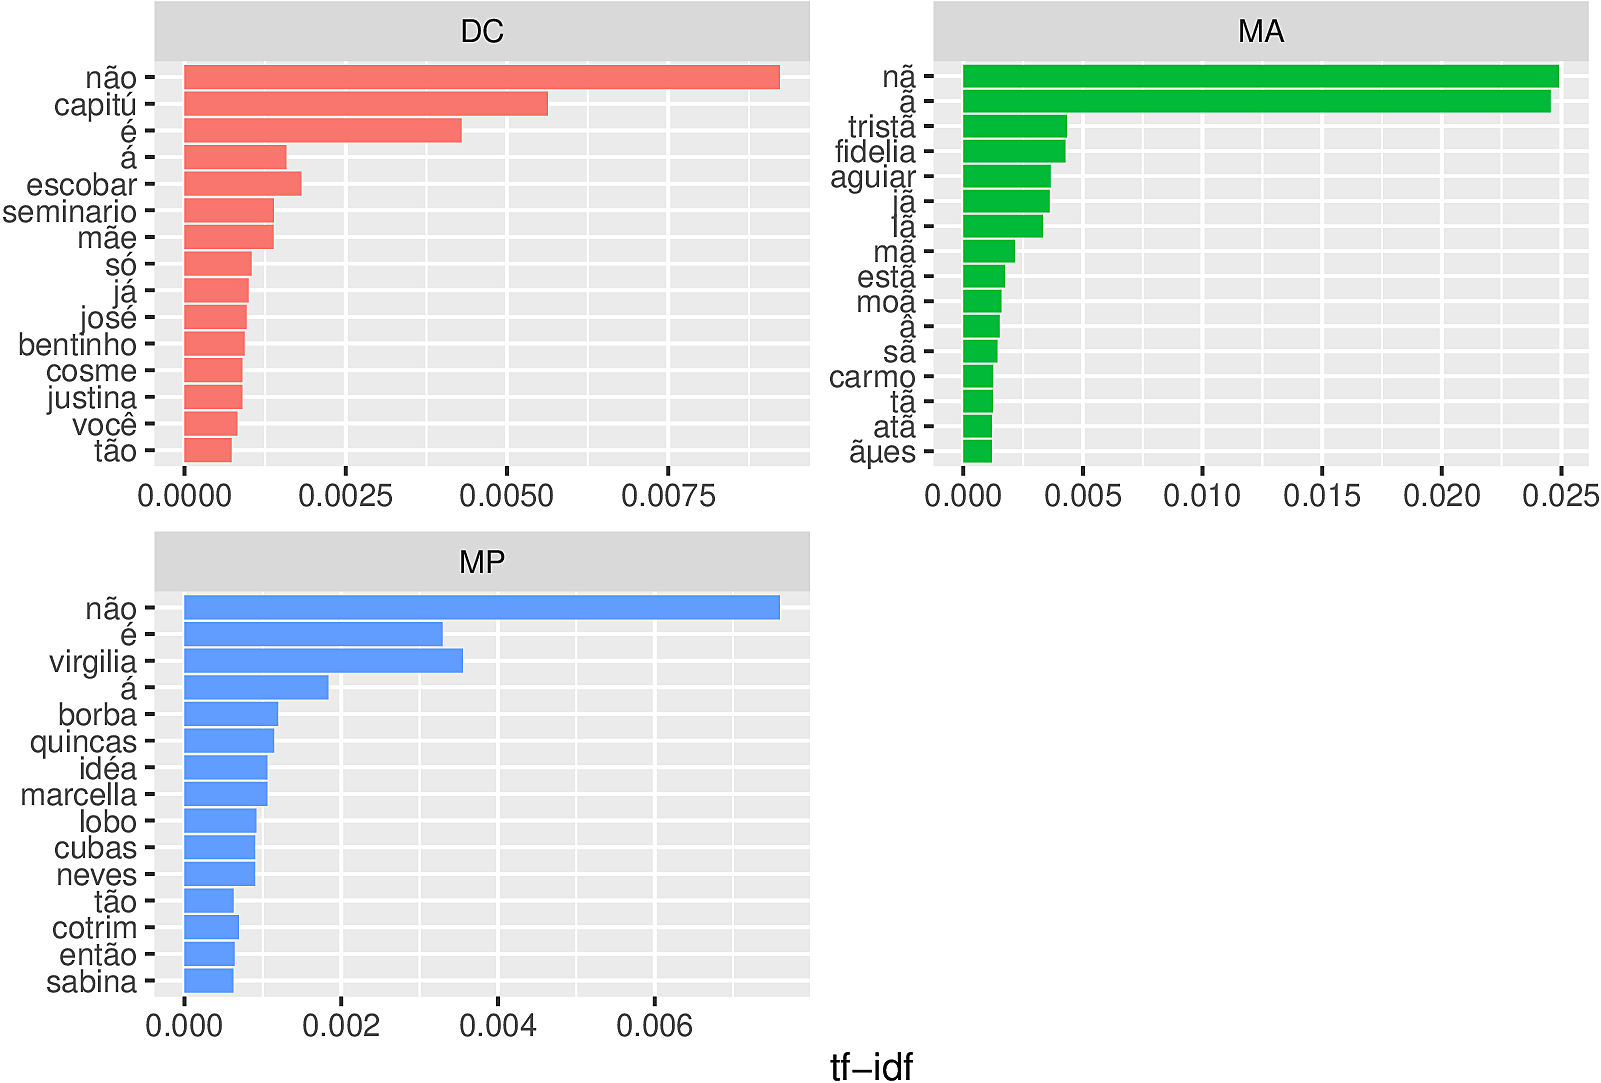 DC
não
capitú
é
á
escobar
seminario
mãe
só
já
josé
bentinho
cosme
justina
você
tão
0.0000 0.0025 0.0050 0.0075
MA
nã
ã
tristã
fidelia
aguiar
jã
lã
mã
estã
moã
â
sã
carmo
tã
atã
ãµes
0.000 0.005 0.010 0.015 0.020 0.025
MP
não
é
virgilia
á
borba
quincas
idéa
marcella
lobo
cubas
neves
tão
cotrim
então
sabina
0.000 0.002 0.004 0.006
tf−idf